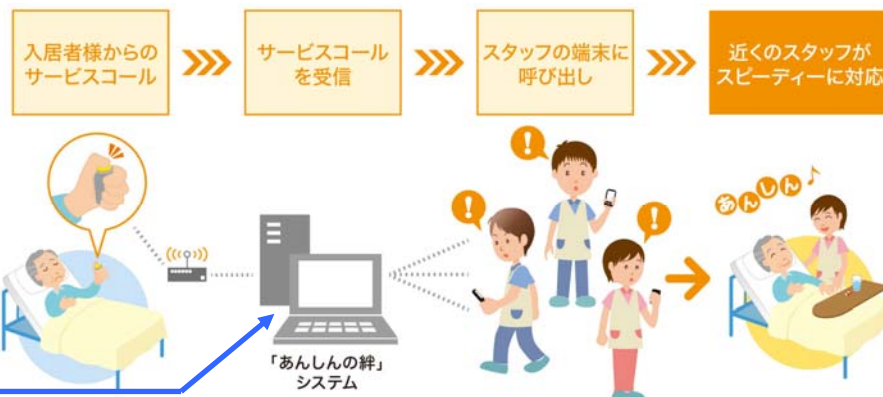 入居者様からの
サービスコール
サービスコール
を受信
スタッフの端末に
呼び出し
近くのスタッフが
スピーディーに対応
あんしん♪
「あんしんの絆」
システム